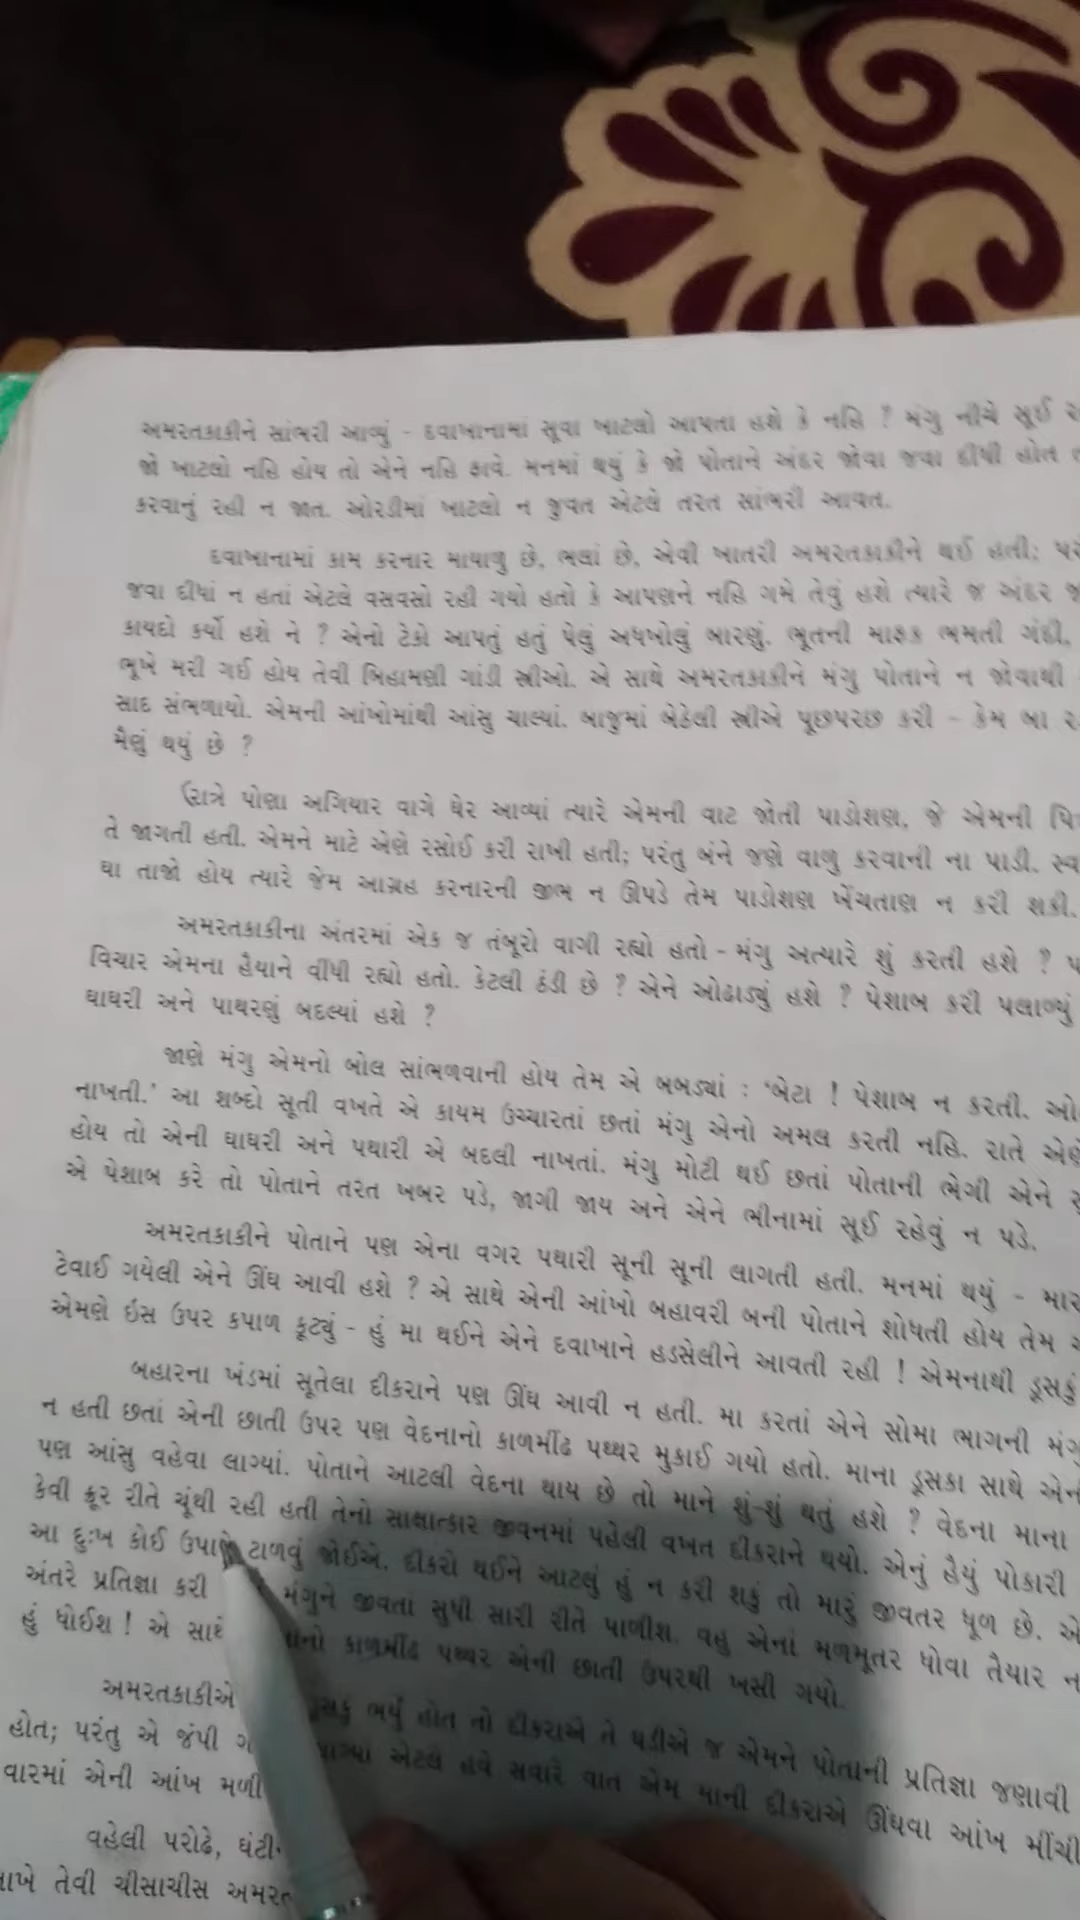 અમરતકાકીને સાંભરી આવ્યું - દવાખાનામાં સૂવા ખાટલો આપતા હશે કે નહિ ? મંગુ નીચે સૂઈ
જો ખાટલો નહિ હોય તો એને નહિ ફાવે. મનમાં થયું કે જો પોતાને અંદર જોવા જવા દીધી હોત
કરવાનું રહી ન જાત. ઓરડીમાં ખાટલો ન જુવત એટલે તરત સાંભરી આવત.
દવાખાનામાં કામ કરનાર માયાળુ છે, ભલાં છે, એવી ખાતરી અમરતકાકીને થઈ હતી;
જવા દીધાં ન હતાં એટલે વસવસો રહી ગયો હતો કે આપણને નહિ ગમે તેવું હશે ત્યારે જ અંદર
કાયદો કર્યો હશે ને ? એનો ટેકો આપતું હતું પેલું અધખોલું બારણું. ભૂતની માફક ભમતી ગંદી,
ભૂખે મરી ગઈ હોય તેવી બિહામણી ગાંડી સ્ત્રીઓ. એ સાથે અમરતકાકીને મંગુ પોતાને ન જોવાથી
સાદ સંભળાયો. એમની આંખોમાંથી આંસુ ચાલ્યાં. બાજુમાં બેઠેલી સ્ત્રીએ પૂછપરછ કરી - કેમ બા
મૈણું થયું છે ?
રાત્રે પોણા અગિયાર વાગે ઘેર આવ્યાં ત્યારે એમની વાટ જોતી પાડોશણ, જે એમની
તે જાગતી હતી. એમને માટે એણે રસોઈ કરી રાખી હતી; પરંતુ બંને જણે વાળુ કરવાની ના પાડી.
ઘા તાજો હોય ત્યારે જેમ આગ્રહ કરનારની જીભ ન ઊપડે તેમ પાડોશણ ખેંચતાણ ન કરી શકી.
અમરતકાકીના અંતરમાં એક જ તંબૂરો વાગી રહ્યો હતો - મંગુ અત્યારે શું કરતી હશે ?
વિચાર એમના હૈયાને વીંધી રહ્યો હતો. કેટલી ઠંડી છે ? એને ઓઢાડ્યું હશે ? પેશાબ કરી પલાળ્યું
ઘાઘરી અને પાથરણું બદલ્યાં હશે ?
જાણે મંગુ એમનો બોલ સાંભળવાની હોય તેમ એ બબડ્યાં : ‘બેટા ! પેશાબ ન કરતી.
નાખતી.’ આ શબ્દો સૂતી વખતે એ કાયમ ઉચ્ચારતાં છતાં મંગુ એનો અમલ કરતી નહિ. રાતે
હોય તો એની ઘાઘરી અને પથારી એ બદલી નાખતાં. મંગુ મોટી થઈ છતાં પોતાની ભેગી એને
એ પેશાબ કરે તો પોતાને તરત ખબર પડે, જાગી જાય અને એને ભીનામાં સૂઈ રહેવું ન પડે.
અમરતકાકીને પોતાને પણ એના વગર પથારી સૂની સૂની લાગતી હતી. મનમાં થયું -
ટેવાઈ ગયેલી એને ઊંઘ આવી હશે ? એ સાથે એની આંખો બહાવરી બની પોતાને શોધતી હોય તેમ
એમણે ઇસ ઉપર કપાળ કૂટ્યું - હું મા થઈને એને દવાખાને હડસેલીને આવતી રહી ! એમનાથી ડૂસકું
બહારના ખંડમાં સૂતેલા દીકરાને પણ ઊંઘ આવી ન હતી. મા કરતાં એને સોમા ભાગની
ન હતી છતાં એની છાતી ઉપર પણ વેદનાનો કાળમીંઢ પથ્થર મુકાઈ ગયો હતો. માના ડૂસકા સાથે
પણ આંસુ વહેવા લાગ્યાં. પોતાને આટલી વેદના થાય છે તો માને શું-શું થતું હશે ? વેદના માના
કેવી ક્રૂર રીતે ચૂંથી રહી હતી તેનો સાક્ષાત્કાર જીવનમાં પહેલી વખત દીકરાને થયો. એનું હૈયું પોકારી
આ દુઃખ કોઈ ટાળવું જોઈએ. દીકરો થઈને આટલું હું ન કરી શકું તો મારું જીવતર ધૂળ છે.
અંતરે પ્રતિજ્ઞા કરી મંગુને જીવતાં સુધી સારી રીતે પાળીશ. વહુ એનાં મળમૂતર ધોવા તૈયાર
હું ધોઈશ ! એ કાળમીંઢ પથ્થર એની છાતી ઉપરથી ખસી ગયો.
અમરતકાકીએ ભર્યું હોત તો દીકરાએ તે ઘડીએ જ એમને પોતાની પ્રતિજ્ઞા જણાવી
હોત; પરંતુ એ જંપી એટલે હવે સવારે વાત એમ માની દીકરાએ ઊંઘવા આંખ મીંચી
વારમાં એની આંખ મળી
વહેલી પરોઢે,
તેવી ચીસાચીસ